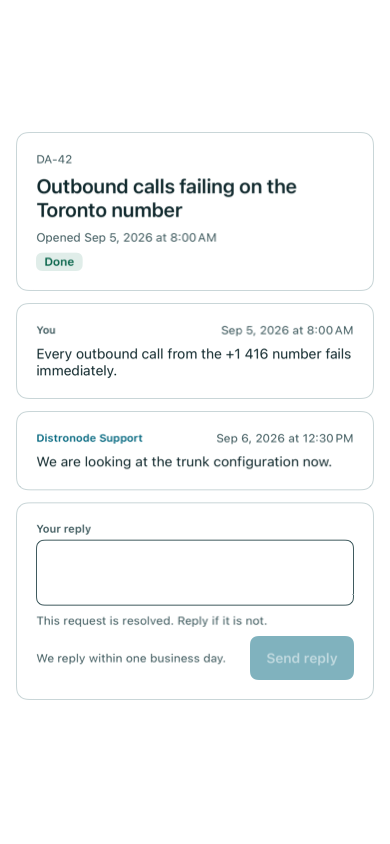 DA-42
Outbound calls failing on the
Toronto number
Opened Sep 5, 2026 at 8:00 AM
Done
You
Sep 5, 2026 at 8:00 AM
Every outbound call from the +1 416 number fails
immediately.
Distronode Support
Sep 6, 2026 at 12:30 PM
We are looking at the trunk configuration now.
Your reply
This request is resolved. Reply if it is not.
We reply within one business day.
Send reply